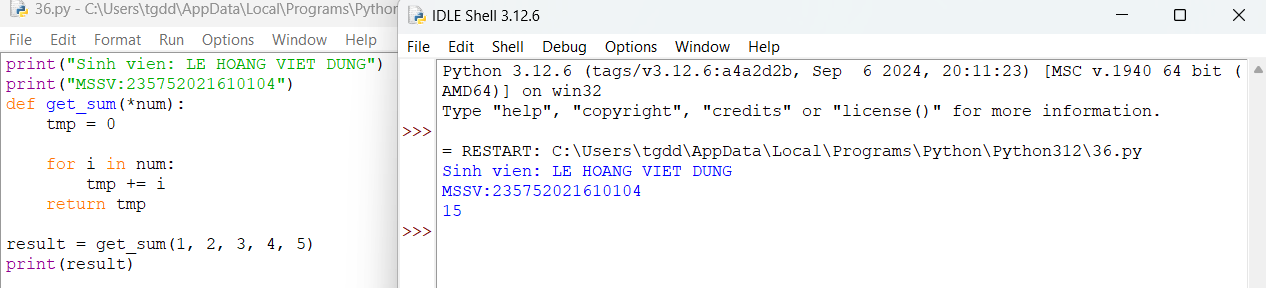 36.py - C:\Users\tgdd\AppData\Local\Programs\Python
File Edit Format Run Options Window Help
print("Sinh vien: LE HOANG VIET DUNG")
print("MSSV:235752021610104")
def get_sum(*num):
    tmp = 0
    for i in num:
        tmp += i
    return tmp
result = get_sum(1, 2, 3, 4, 5)
print(result)
IDLE Shell 3.12.6
File Edit Shell Debug Options Window Help
Python 3.12.6 (tags/v3.12.6:a4a2d2b, Sep  6 2024, 20:11:23) [MSC v.1940 64 bit (
AMD64)] on win32
Type "help", "copyright", "credits" or "license()" for more information.
>>>
= RESTART: C:\Users\tgdd\AppData\Local\Programs\Python\Python312\36.py
Sinh vien: LE HOANG VIET DUNG
MSSV:235752021610104
15
>>>